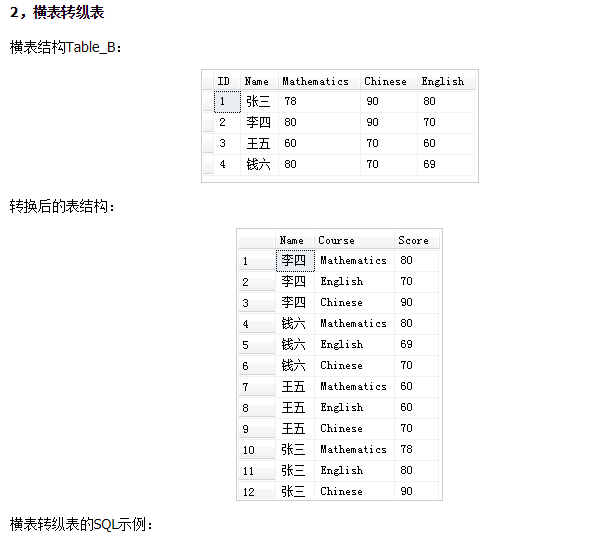 2，横表转纵表
横表结构Table_B：
ID Name Mathematics Chinese English
1 张三 78 90 80
2 李四 80 90 70
3 王五 60 70 60
4 钱六 80 70 69
转换后的表结构：
Name Course Score
1 李四 Mathematics 80
2 李四 English 70
3 李四 Chinese 90
4 钱六 Mathematics 80
5 钱六 English 69
6 钱六 Chinese 70
7 王五 Mathematics 60
8 王五 English 60
9 王五 Chinese 70
10 张三 Mathematics 78
11 张三 English 80
12 张三 Chinese 90
横表转纵表的SQL示例：